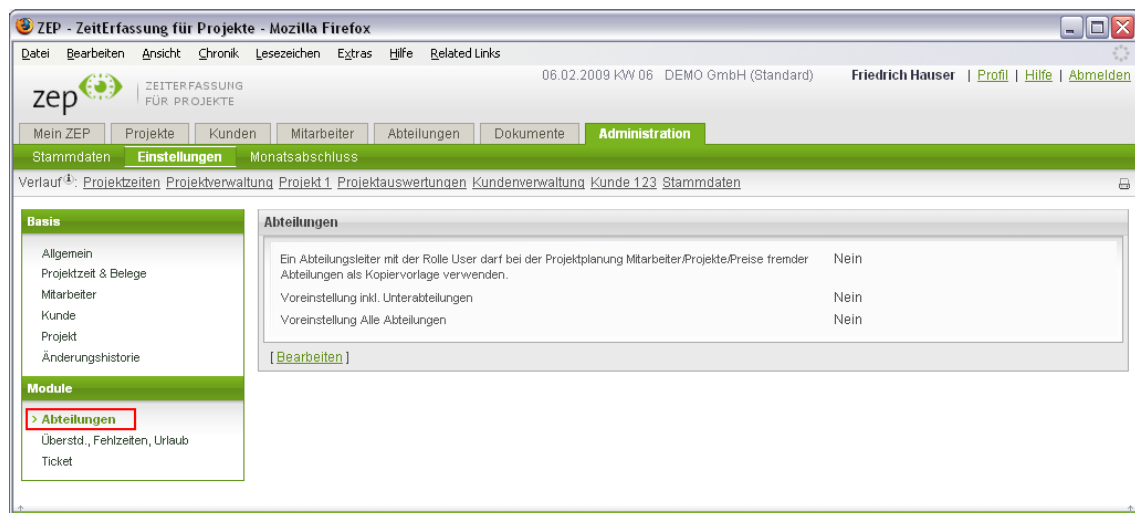 ZEP - ZeitErfassung für Projekte - Mozilla Firefox
Datei Bearbeiten Ansicht Chronik Lesezeichen Extras Hilfe Related Links
06.02.2009 KW 06 DEMO GmbH (Standard) Friedrich Hauser | Profil | Hilfe | Abmelden
zep ZEITERFASSUNG
FÜR PROJEKTE
Mein ZEP Projekte Kunden Mitarbeiter Abteilungen Dokumente Administration
Stammdaten Einstellungen Monatsabschluss
Verlauf: Projektzeiten Projektverwaltung Projekt 1 Projektauswertungen Kundenverwaltung Kunde 123 Stammdaten
Basis
Allgemein
Projektzeit & Belege
Mitarbeiter
Kunde
Projekt
Änderungshistorie
Module
> Abteilungen
Überstd., Fehlzeiten, Urlaub
Ticket
Abteilungen
Ein Abteilungsleiter mit der Rolle User darf bei der Projektplanung Mitarbeiter/Projekte/Preise fremder Nein
Abteilungen als Kopiervorlage verwenden.
Voreinstellung inkl. Unterabteilungen Nein
Voreinstellung Alle Abteilungen Nein
[ Bearbeiten ]